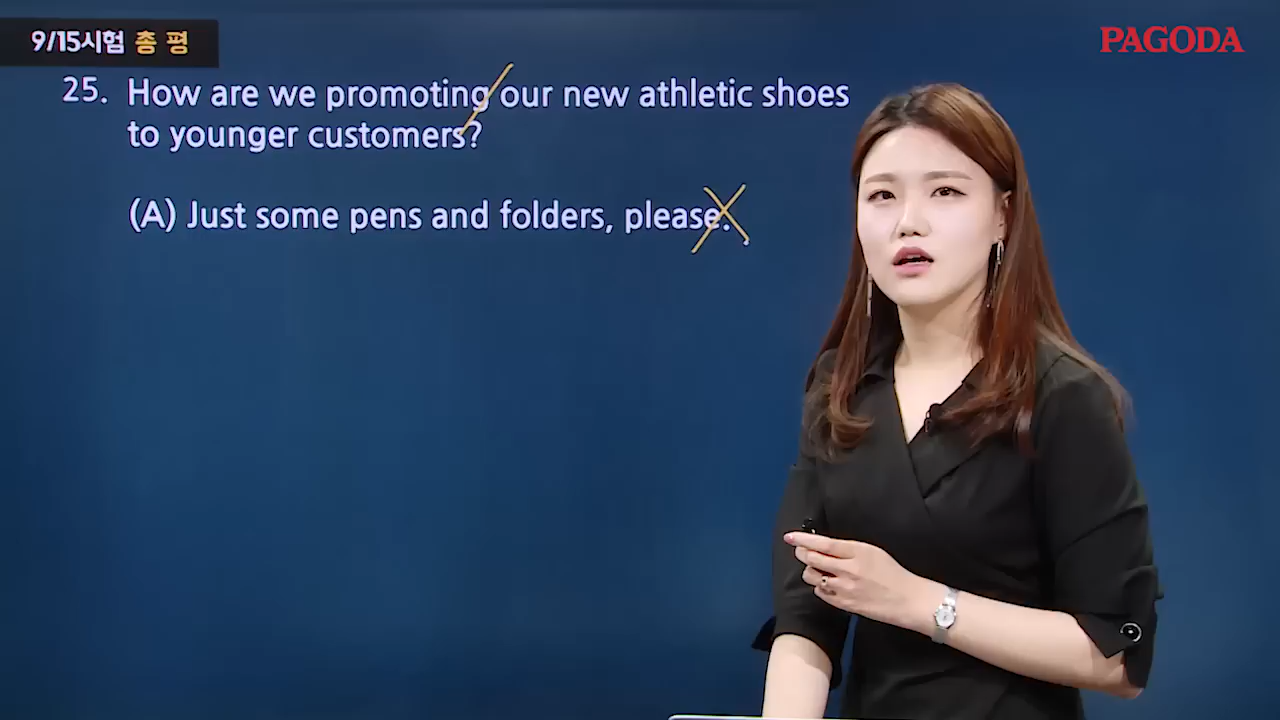 9/15시험 총 평
PAGODA
25. How are we promoting our new athletic shoes
to younger customers?
(A) Just some pens and folders, please.